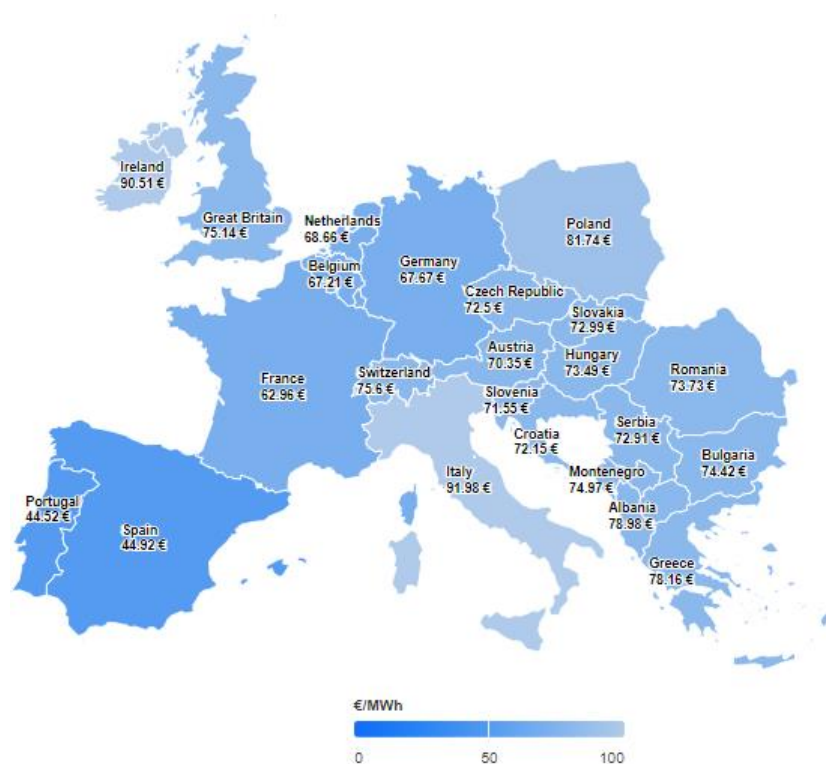 Ireland
90.51 €
Great Britain
75.14 €
Netherlands
68.66 €
Belgium
67.21 €
Germany
67.67 €
Poland
81.74 €
Czech Republic
72.5 €
Slovakia
72.99 €
Austria
70.35 €
Hungary
73.49 €
Romania
73.73 €
France
62.96 €
Switzerland
75.6 €
Slovenia
71.55 €
Croatia
72.15 €
Serbia
72.91 €
Bulgaria
74.42 €
Italy
91.98 €
Montenegro
74.97 €
Albania
78.98 €
Greece
78.16 €
Portugal
44.52 €
Spain
44.92 €
€/MWh
0 50 100